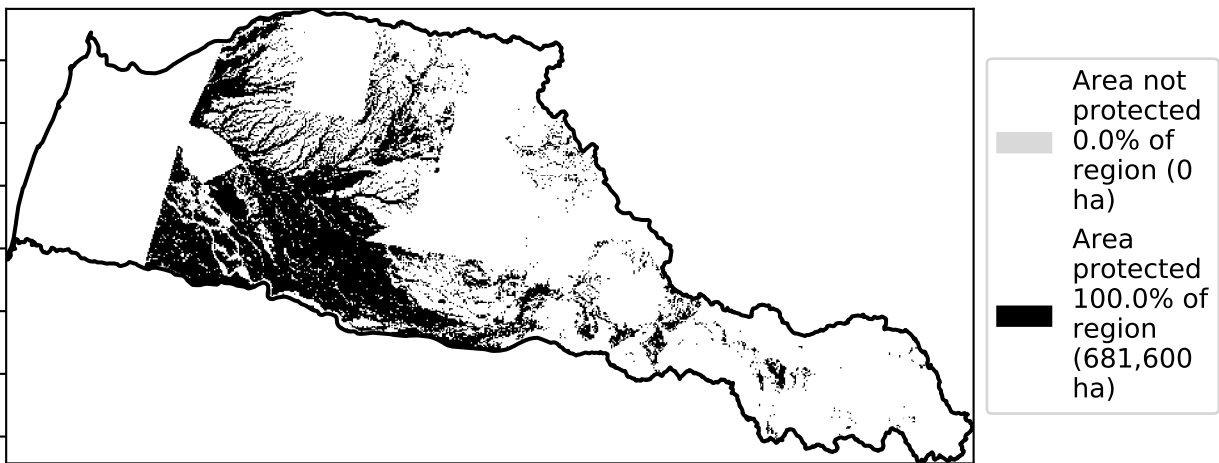 Area not
protected
0.0% of
region (0
ha)
Area
protected
100.0% of
region
(681,600
ha)